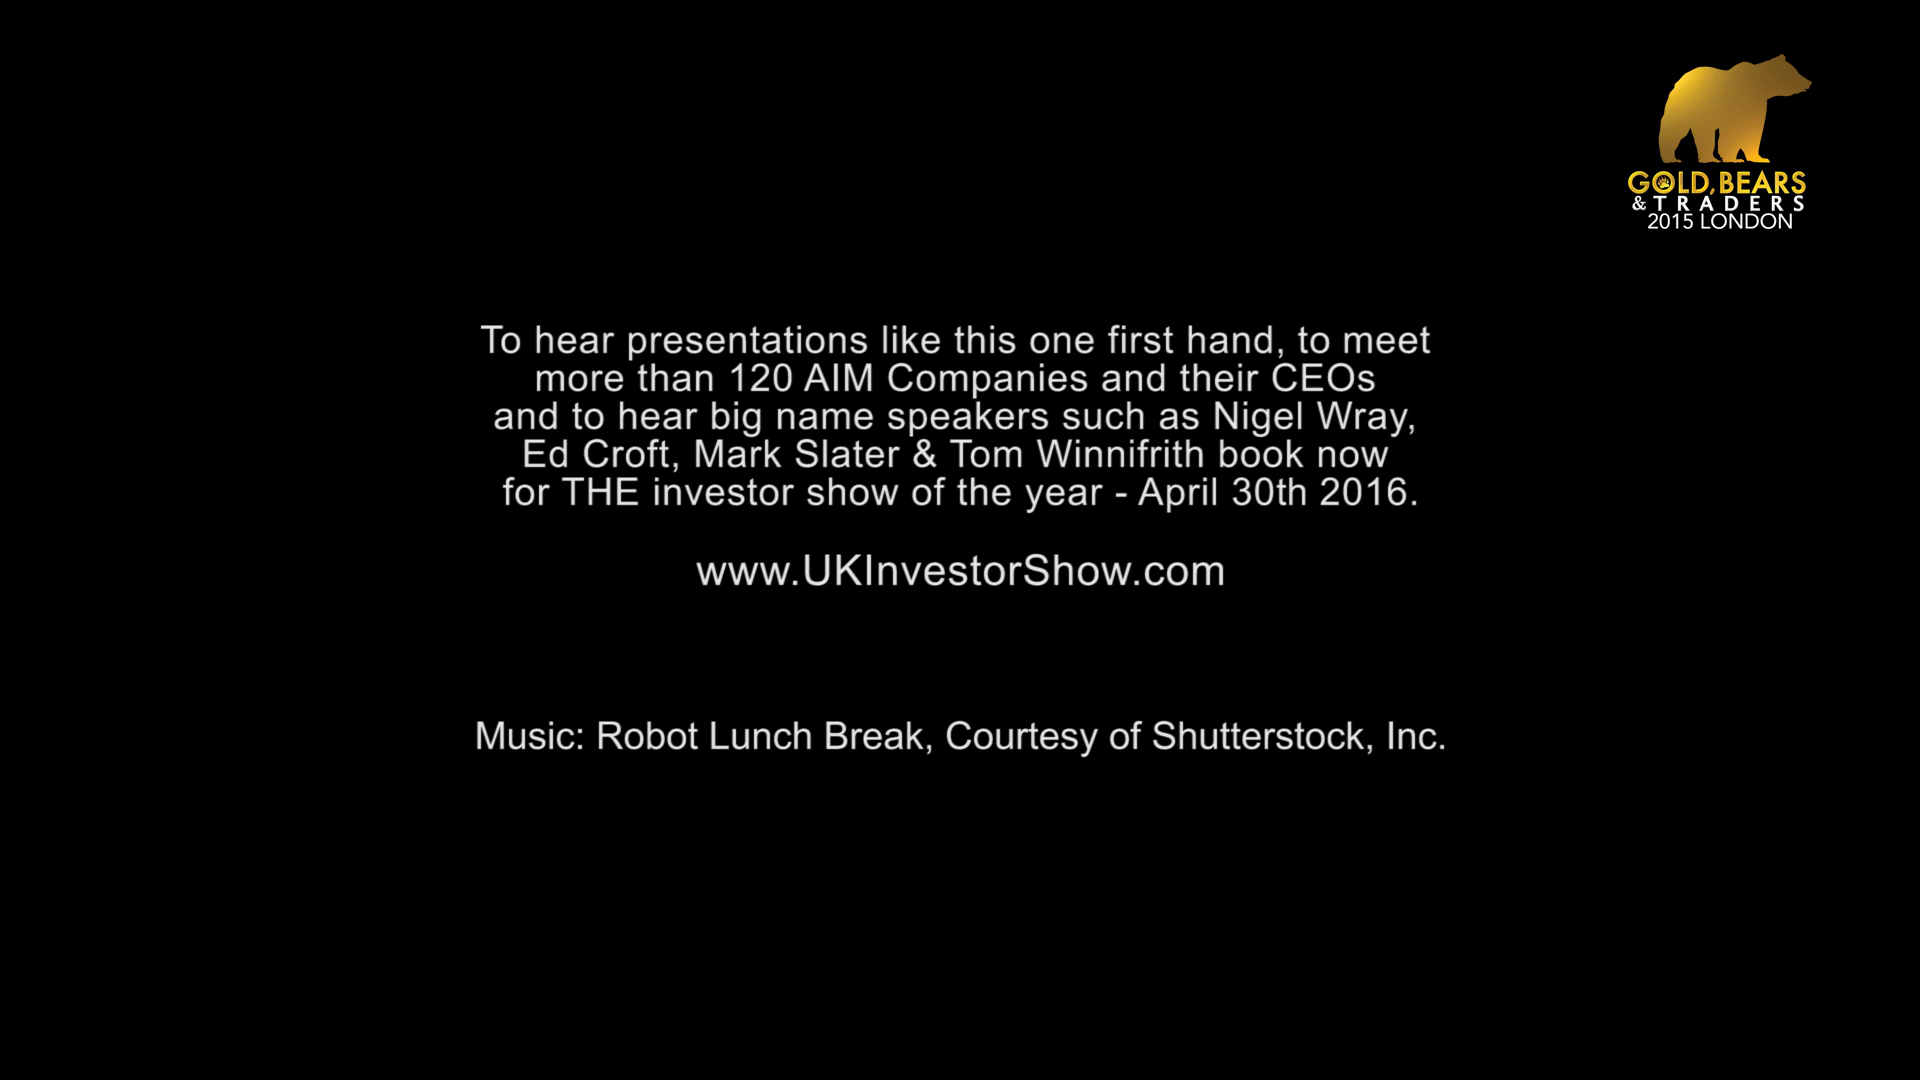 GOLD, BEARS
& TRADERS
2015 LONDON
To hear presentations like this one first hand, to meet
more than 120 AIM Companies and their CEOs
and to hear big name speakers such as Nigel Wray,
Ed Croft, Mark Slater & Tom Winnifrith book now
for THE investor show of the year - April 30th 2016.
www.UKInvestorShow.com
Music: Robot Lunch Break, Courtesy of Shutterstock, Inc.